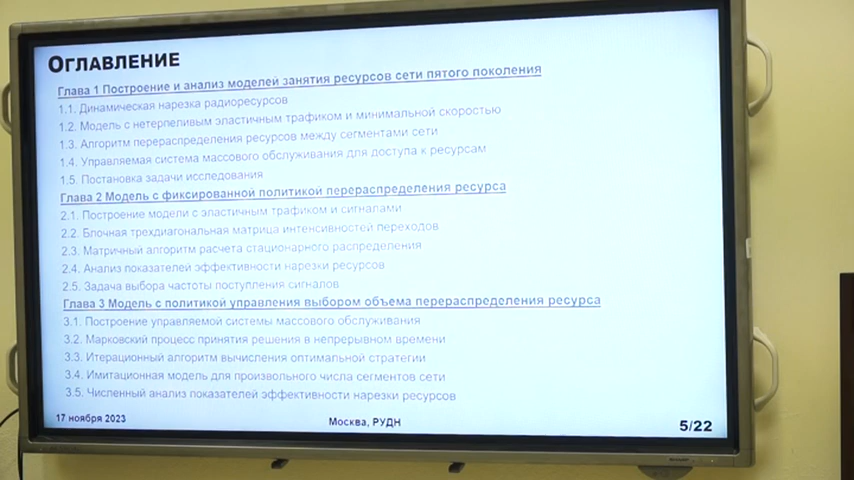 ОГЛАВЛЕНИЕ
Глава 1 Построение и анализ моделей занятия ресурсов сети пятого поколения
1.1. Динамическая нарезка радиоресурсов
1.2. Модель с нетерпеливым эластичным трафиком и минимальной скоростью
1.3. Алгоритм перераспределения ресурсов между сегментами сети
1.4. Управляемая система массового обслуживания для доступа к ресурсам
1.5. Постановка задачи исследования
Глава 2 Модель с фиксированной политикой перераспределения ресурса
2.1. Построение модели с эластичным трафиком и сигналами
2.2. Блочная трехдиагональная матрица интенсивностей переходов
2.3. Матричный алгоритм расчета стационарного распределения
2.4. Анализ показателей эффективности нарезки ресурсов
2.5. Задача выбора частоты поступления сигналов
Глава 3 Модель с политикой управления выбором объема перераспределения ресурса
3.1. Построение управляемой системы массового обслуживания
3.2. Марковский процесс принятия решения в непрерывном времени
3.3. Итерационный алгоритм вычисления оптимальной стратегии
3.4. Имитационная модель для произвольного числа сегментов сети
3.5. Численный анализ показателей эффективности нарезки ресурсов
17 ноября 2023
Москва, РУДН
5/22